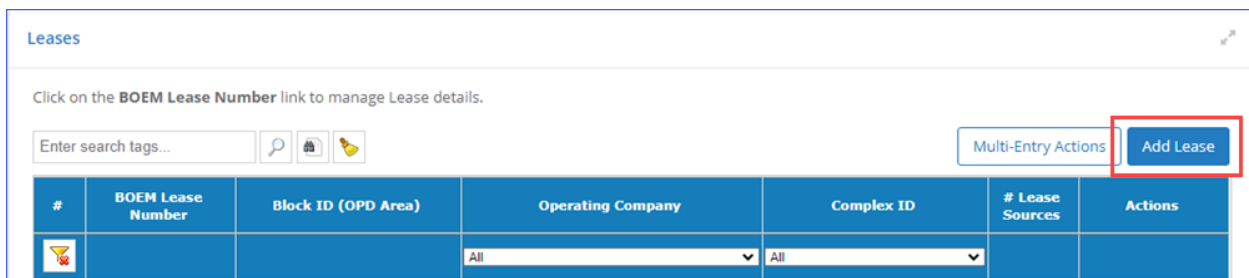 Leases
Click on the BOEM Lease Number link to manage Lease details.
Enter search tags...
Multi-Entry Actions
Add Lease
#
BOEM Lease
Number
Block ID (OPD Area)
Operating Company
Complex ID
# Lease
Sources
Actions
All
All